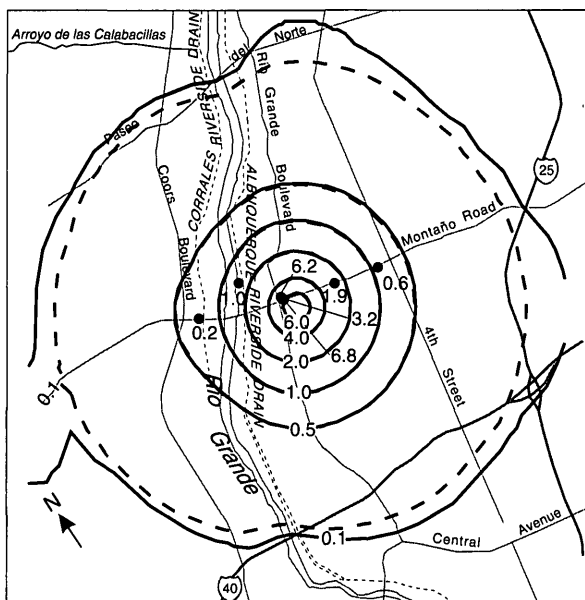 Arroyo de las Calabacillas
Paseo del Norte
CORRALES RIVERSIDE DRAIN
Rio Grande Boulevard
Coors Boulevard
ALBUQUERQUE RIVERSIDE DRAIN
25
Montaño Road
6.2
0.6
1.0
1.9
0.2
6.0
3.2
4.0
2.0
6.8
1.0
0.5
4th Street
0.1
Rio Grande
N
0.1
Central Avenue
40